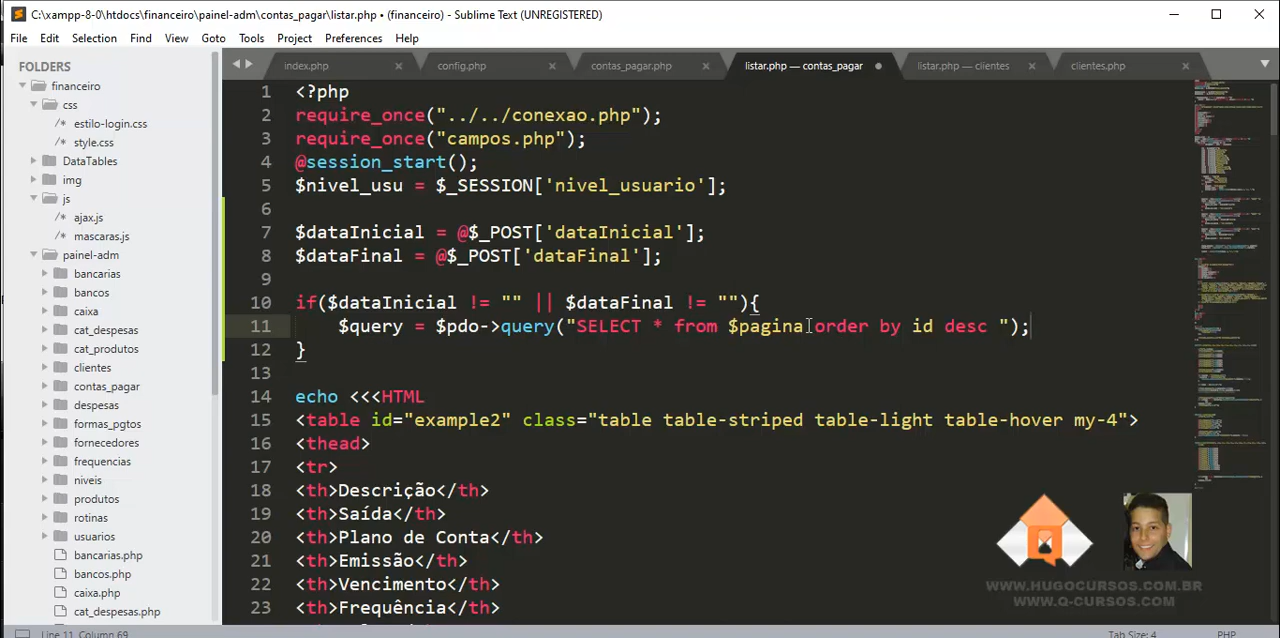 C:\xampp-8-0\htdocs\financeiro\painel-adm\contas_pagar\listar.php • (financeiro) - Sublime Text (UNREGISTERED)
File Edit Selection Find View Goto Tools Project Preferences Help
FOLDERS
financeiro
css
estilo-login.css
style.css
DataTables
img
js
ajax.js
mascaras.js
painel-adm
bancarias
bancos
caixa
cat_despesas
cat_produtos
clientes
contas_pagar
despesas
formas_pgtos
fornecedores
frequencias
niveis
produtos
rotinas
usuarios
bancarias.php
bancos.php
caixa.php
cat_despesas.php
index.php config.php contas_pagar.php listar.php — contas_pagar listar.php — clientes clientes.php
1 <?php
2 require_once("../../conexao.php");
3 require_once("campos.php");
4 @session_start();
5 $nivel_usu = $_SESSION['nivel_usuario'];
6
7 $dataInicial = @$_POST['dataInicial'];
8 $dataFinal = @$_POST['dataFinal'];
9
10 if($dataInicial != "" || $dataFinal != ""){
11 $query = $pdo->query("SELECT * from $pagina order by id desc ");
12 }
13
14 echo <<<HTML
15 <table id="example2" class="table table-striped table-light table-hover my-4">
16 <thead>
17 <tr>
18 <th>Descrição</th>
19 <th>Saída</th>
20 <th>Plano de Conta</th>
21 <th>Emissão</th>
22 <th>Vencimento</th>
23 <th>Frequência</th>
WWW.HUGOCURSOS.COM.BR
WWW.Q-CURSOS.COM
Line 11, Column 69 Tab Size: 4 PHP